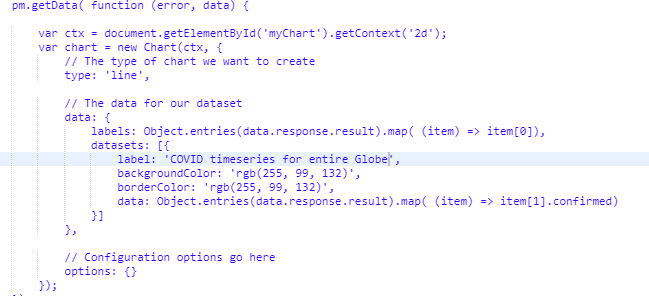 pm.getData( function (error, data) {
var ctx = document.getElementById('myChart').getContext('2d');
var chart = new Chart(ctx, {
// The type of chart we want to create
type: 'line',
// The data for our dataset
data: {
labels: Object.entries(data.response.result).map( (item) => item[0]),
datasets: [{
label: 'COVID timeseries for entire Globe',
backgroundColor: 'rgb(255, 99, 132)',
borderColor: 'rgb(255, 99, 132)',
data: Object.entries(data.response.result).map( (item) => item[1].confirmed)
}]
},
// Configuration options go here
options: {}
});